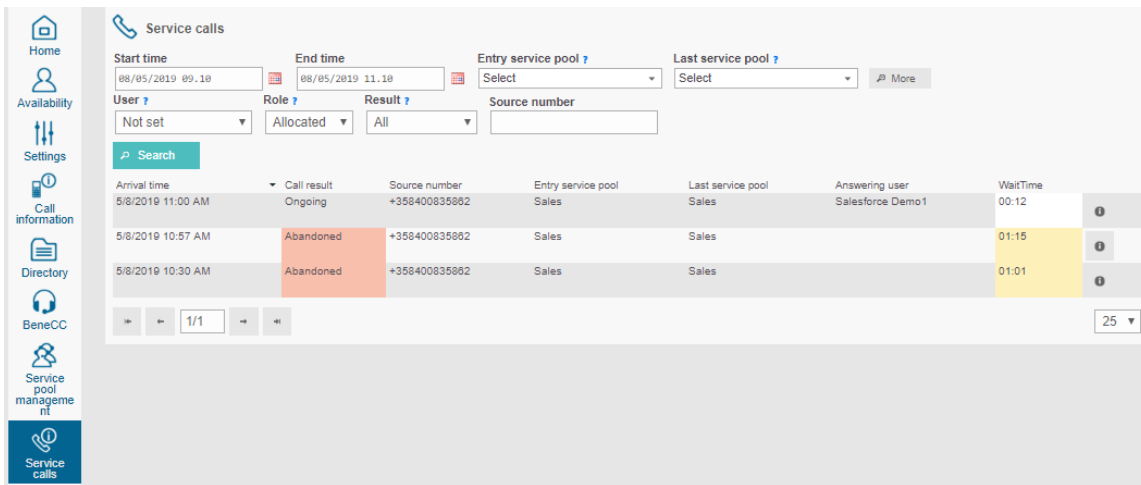 Home
Availability
Settings
Call
information
Directory
BeneCC
Service
pool
manageme
nt
Service
calls
Service calls
Start time End time Entry service pool ? Last service pool ?
08/05/2019 09.10 08/05/2019 11.10 Select Select More
User ? Role ? Result ? Source number
Not set Allocated All
Search
Arrival time Call result Source number Entry service pool Last service pool Answering user WaitTime
5/8/2019 11:00 AM Ongoing +358400835862 Sales Sales Salesforce Demo1 00:12
5/8/2019 10:57 AM Abandoned +358400835862 Sales Sales 01:15
5/8/2019 10:30 AM Abandoned +358400835862 Sales Sales 01:01
1/1 25